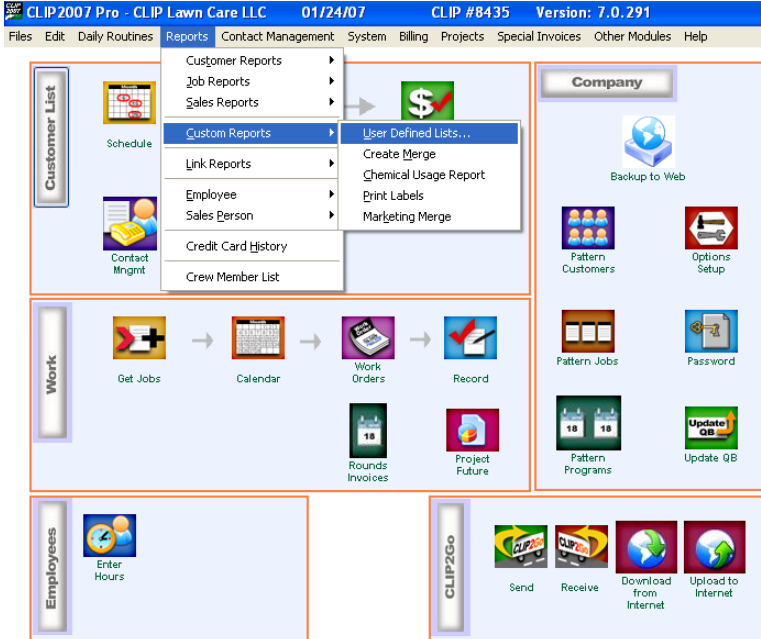 CLIP2007 Pro - CLIP Lawn Care LLC 01/24/07 CLIP #8435 Version: 7.0.291
Files Edit Daily Routines Reports Contact Management System Billing Projects Special Invoices Other Modules Help
Customer List
Schedule
Contact
Mngmt
Customer Reports
Job Reports
Sales Reports
Custom Reports
Link Reports
Employee
Sales Person
Credit Card History
Crew Member List
User Defined Lists...
Create Merge
Chemical Usage Report
Print Labels
Marketing Merge
Company
Backup to Web
Pattern
Customers
Options
Setup
Pattern Jobs
Password
18 18
Pattern
Programs
Update
QB
Update QB
Work
Get Jobs
Calendar
Work
Orders
Record
18
Rounds
Invoices
Project
Future
Employees
Enter
Hours
CLIP2Go
CLIP2Go
Send
CLIP2Go
Receive
Download
from
Internet
Upload to
Internet